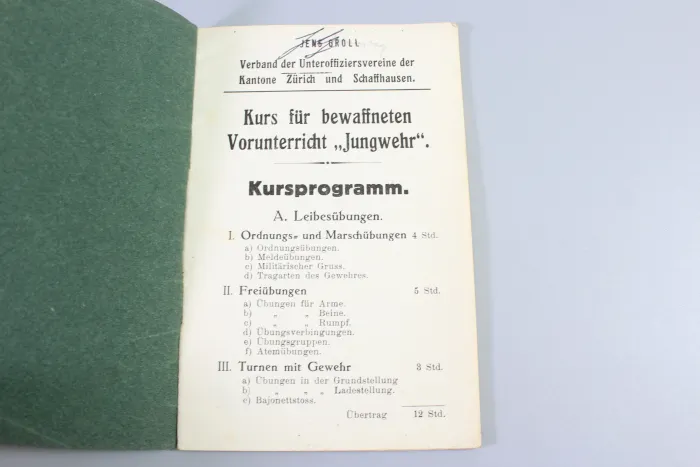 JENS GROLL
Verband der Unteroffiziersvereine der
Kantone Zürich und Schaffhausen.
Kurs für bewaffneten
Vorunterricht „Jungwehr“.
Kursprogramm.
A. Leibesübungen.
I. Ordnungs- und Marschübungen 4 Std.
a) Ordnungsübungen.
b) Meldeübungen.
c) Militärischer Gruss.
d) Tragarten des Gewehres.
II. Freiübungen 5 Std.
a) Übungen für Arme.
b) „ „ Beine.
c) „ „ Rumpf.
d) Übungsverbindungen.
e) Übungsgruppen.
f) Atemübungen.
III. Turnen mit Gewehr 3 Std.
a) Übungen in der Grundstellung
b) „ „ „ Ladestellung.
c) Bajonettstoss.
Übertrag 12 Std.